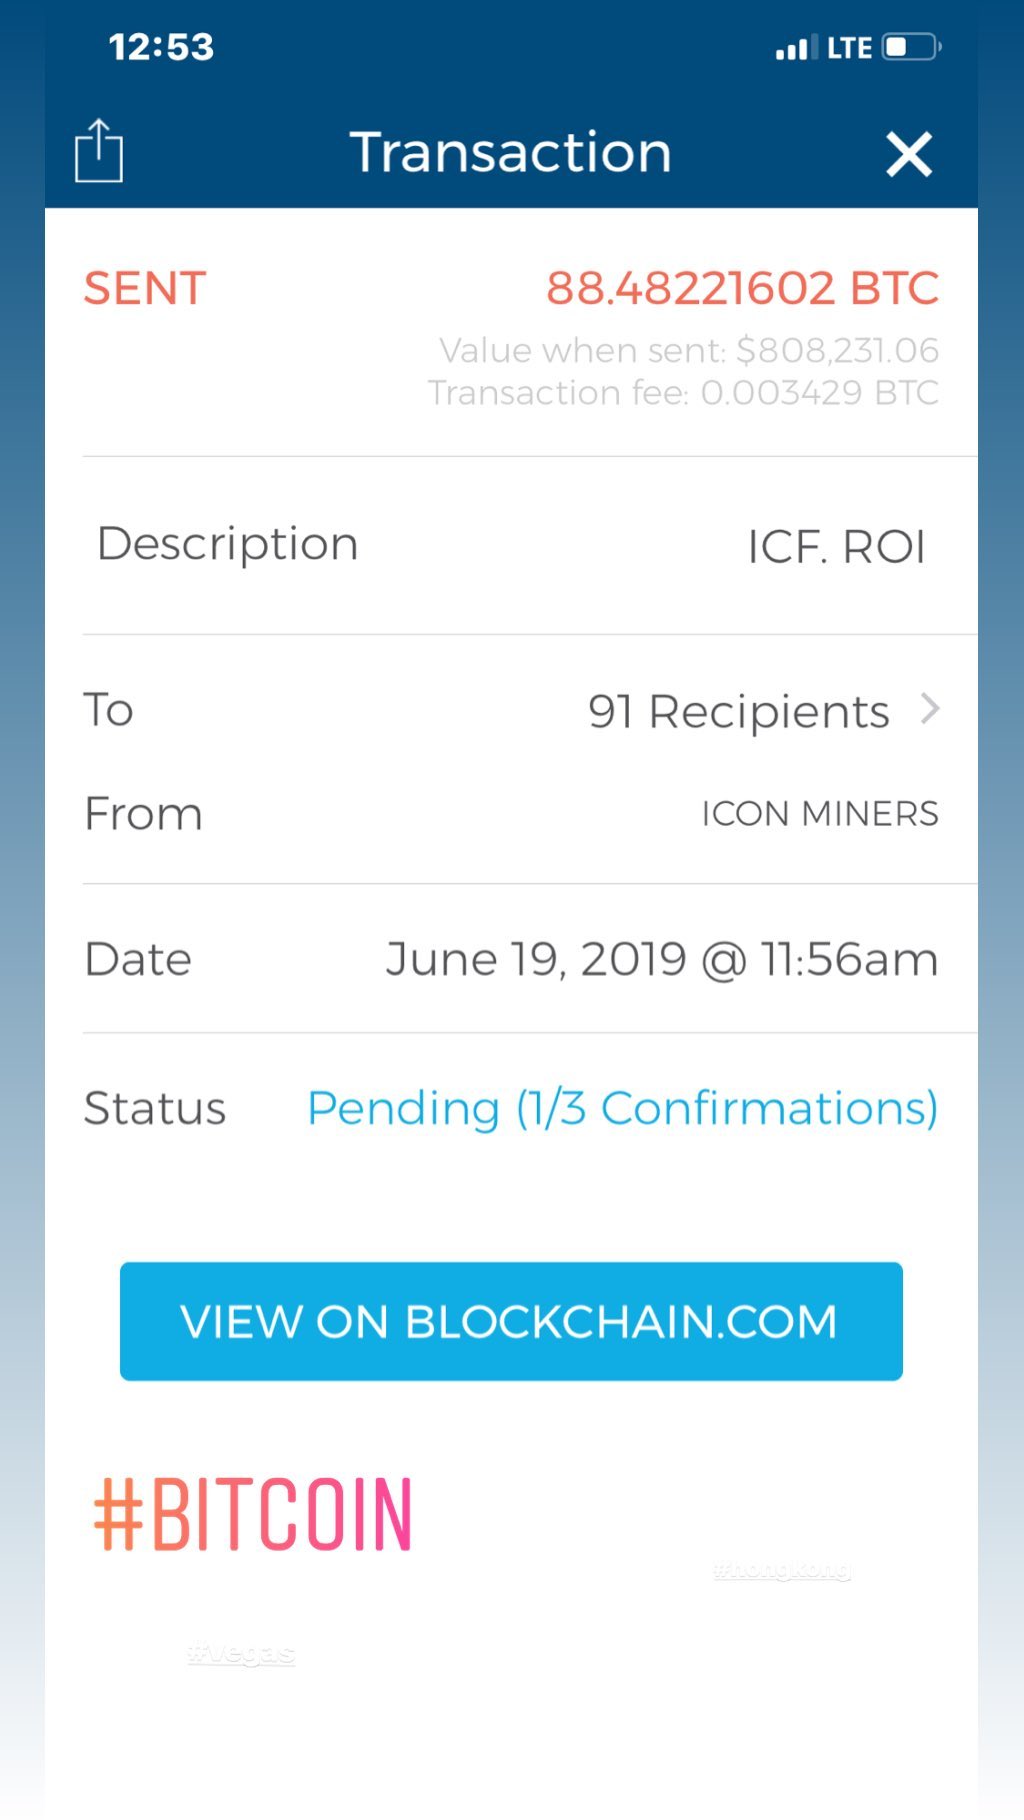 12:53 LTE
Transaction
SENT 88.48221602 BTC
Value when sent: $808,231.06
Transaction fee: 0.003429 BTC
Description ICF. ROI
To 91 Recipients
From ICON MINERS
Date June 19, 2019 @ 11:56am
Status Pending (1/3 Confirmations)
VIEW ON BLOCKCHAIN.COM
#BITCOIN
#hongkong
#vegas